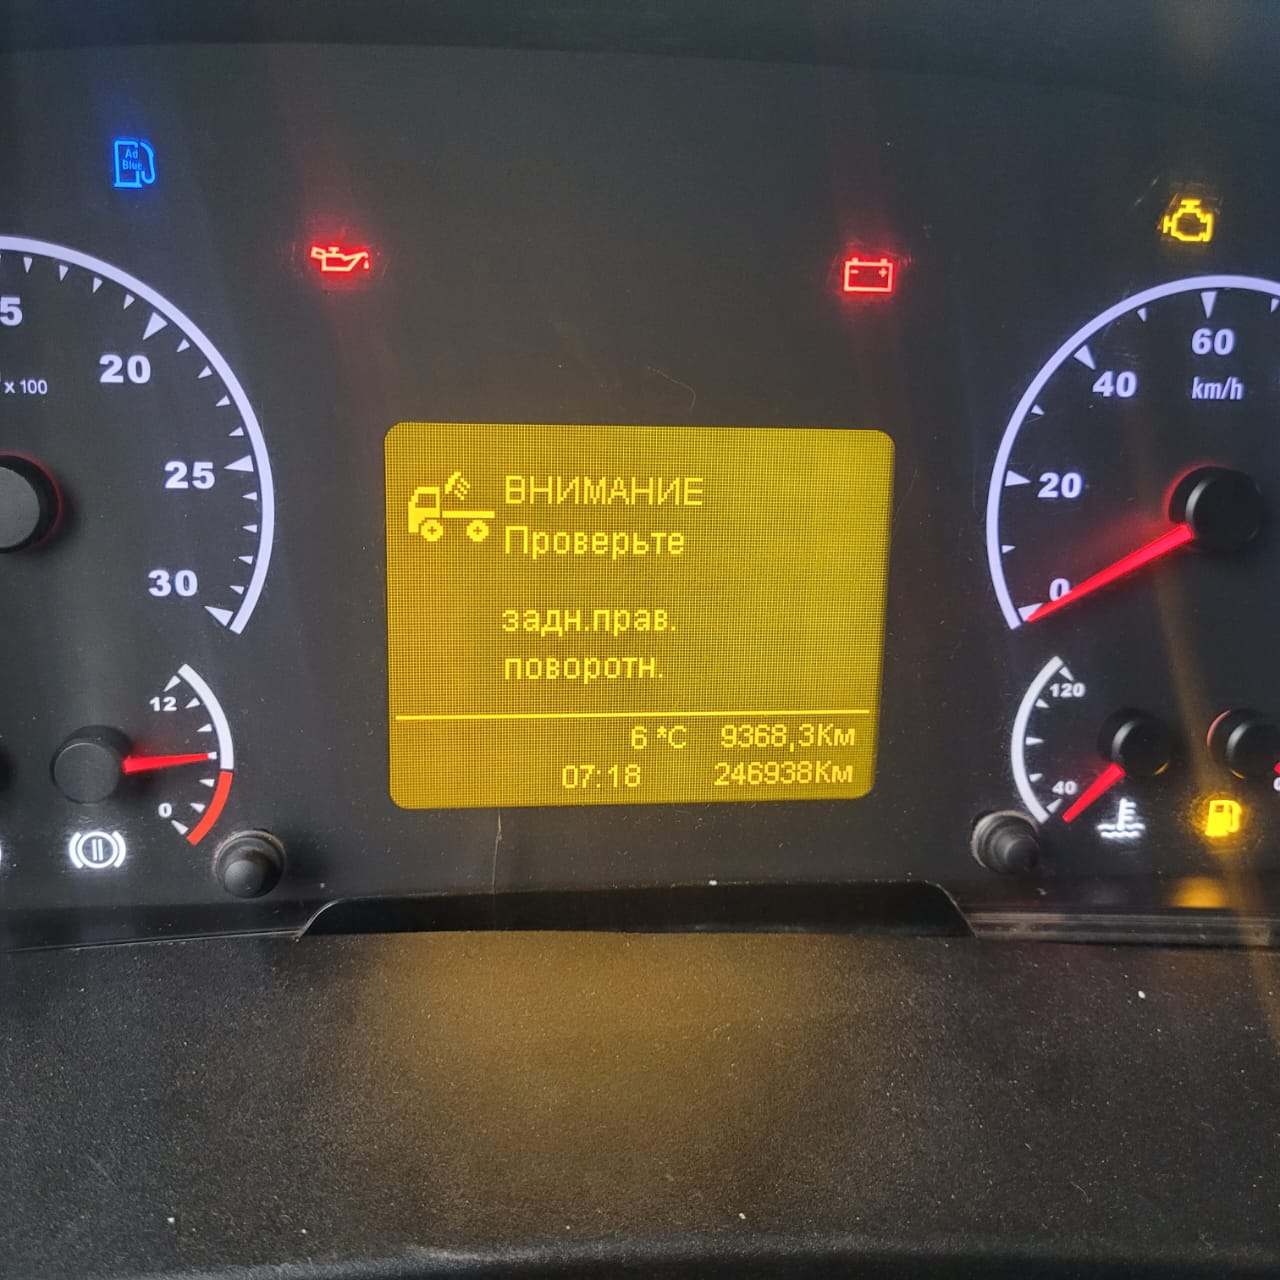 Ad
Blue
5
20
x 100
25
30
12
0
ВНИМАНИЕ
Проверьте
задн.прав.
поворотн.
6 *C 9368,3Км
07:18 246938Км
60
km/h
40
20
0
120
40